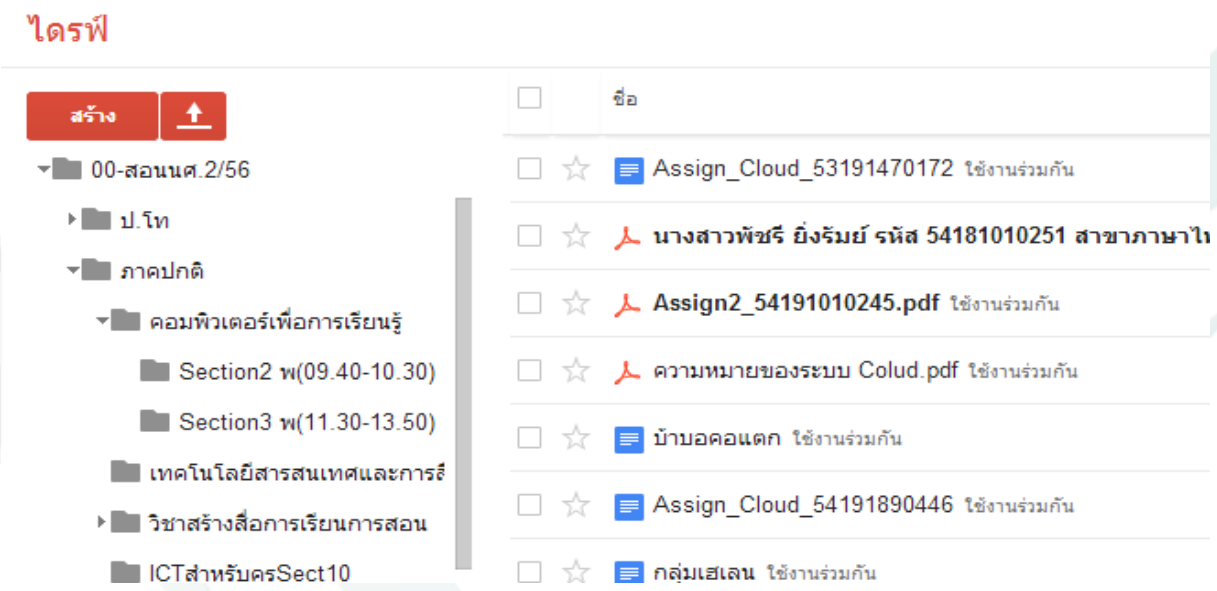 ไดรฟ์
สร้าง
00-สอนนศ.2/56
ป.โท
ภาคปกติ
คอมพิวเตอร์เพื่อการเรียนรู้
Section2 พ(09.40-10.30)
Section3 พ(11.30-13.50)
เทคโนโลยีสารสนเทศและการสื
วิชาสร้างสื่อการเรียนการสอน
ICTสำหรับครSect10
ชื่อ
Assign_Cloud_53191470172 ใช้งานร่วมกัน
นางสาวพัชรี ยิ่งรัมย์ รหัส 54181010251 สาขาภาษาไ
Assign2_54191010245.pdf ใช้งานร่วมกัน
ความหมายของระบบ Colud.pdf ใช้งานร่วมกัน
บ้าบอคอแตก ใช้งานร่วมกัน
Assign_Cloud_54191890446 ใช้งานร่วมกัน
กลุ่มเฮเลน ใช้งานร่วมกัน